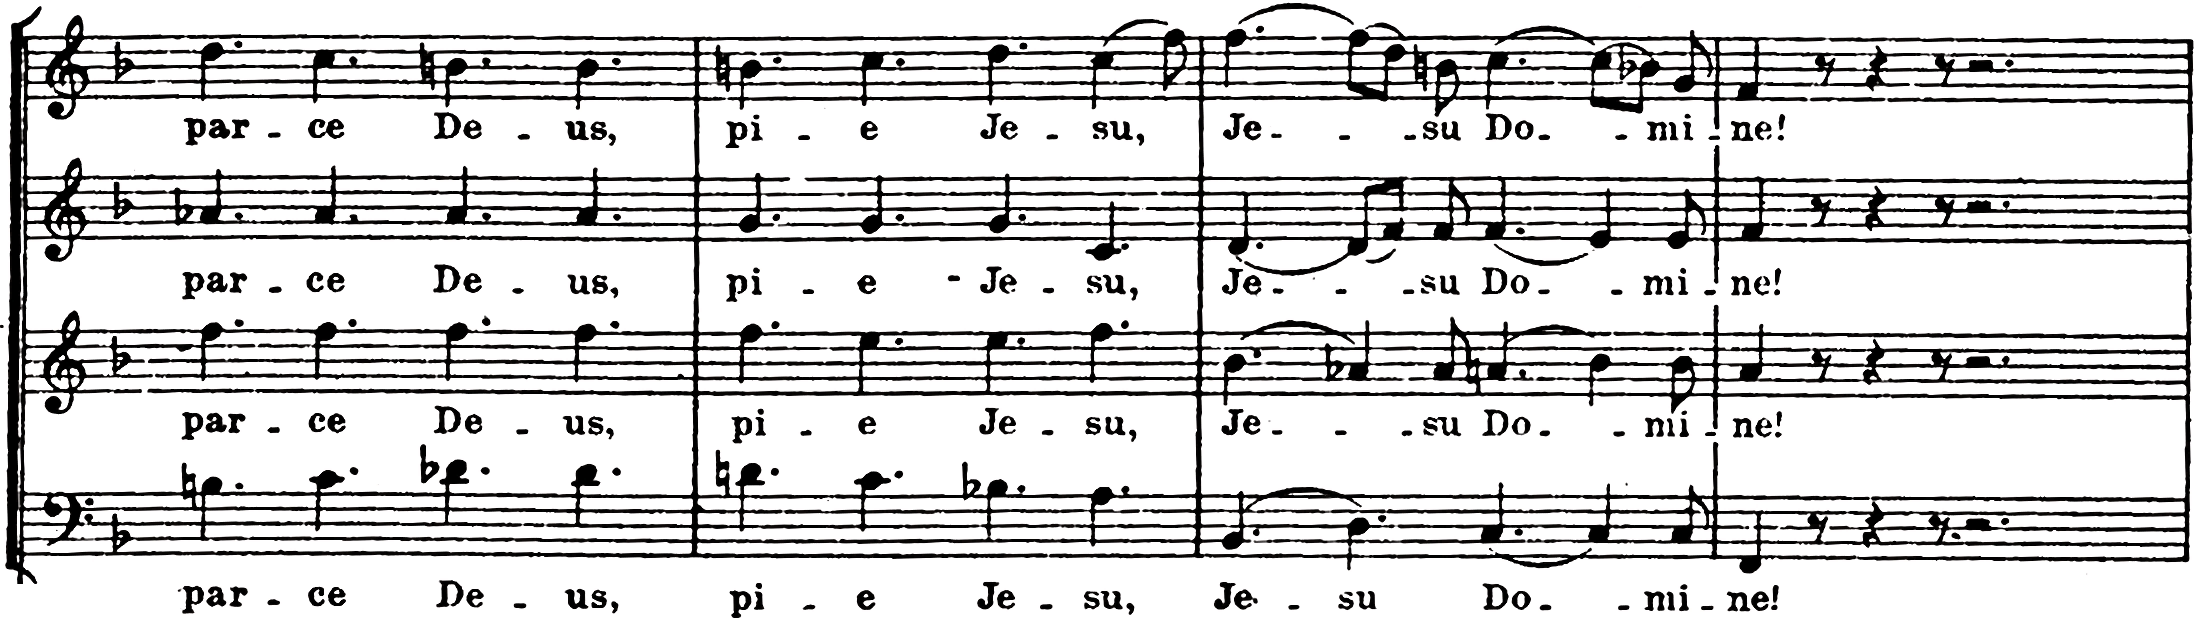 par - ce De - us, pi - e Je - su, Je - - - su Do - - mi - ne!
par - ce De - us, pi - e - Je - su, Je - - - su Do - - mi - ne!
par - ce De - us, pi - e Je - su, Je - - - su Do - - mi - ne!
par - ce De - us, pi - e Je - su, Je - su Do - - mi - ne!